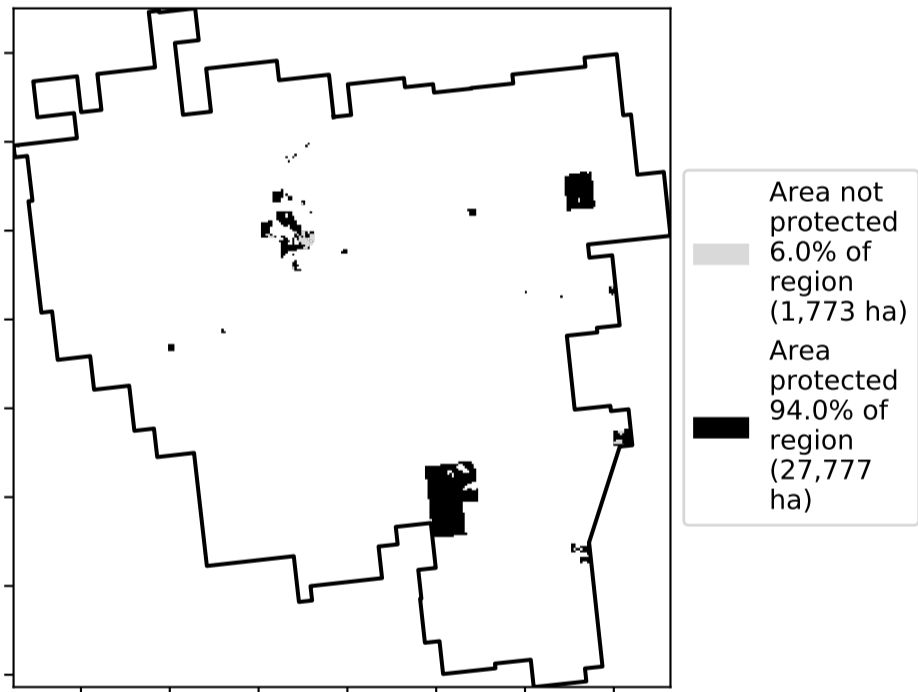 Area not
protected
6.0% of
region
(1,773 ha)
Area
protected
94.0% of
region
(27,777
ha)